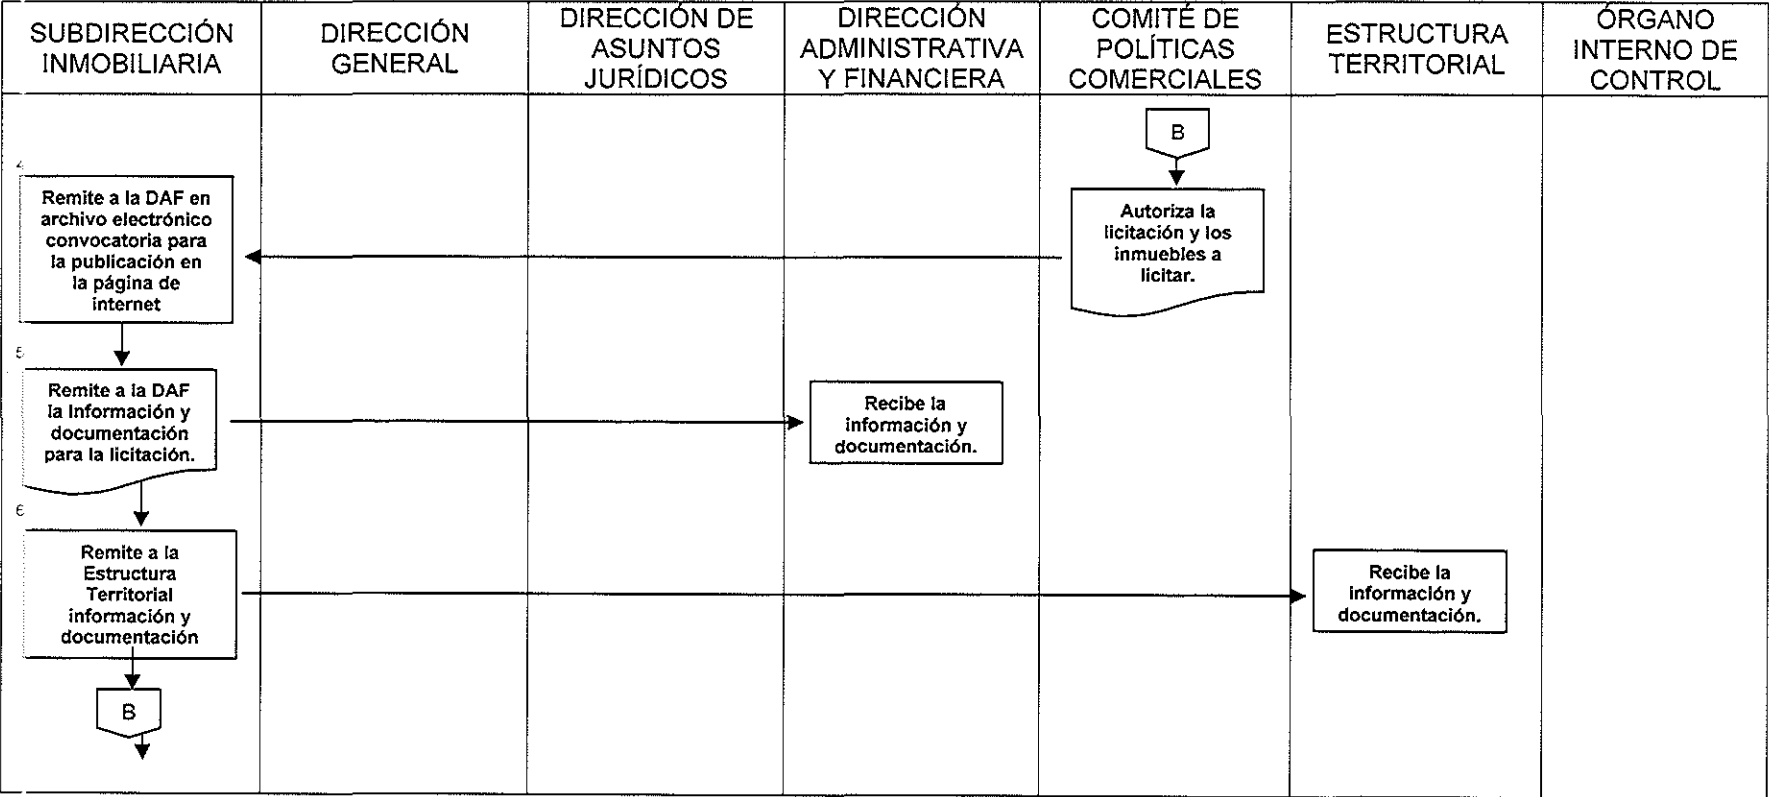 SUBDIRECCIÓN
INMOBILIARIA
DIRECCIÓN
GENERAL
DIRECCIÓN DE
ASUNTOS
JURÍDICOS
DIRECCIÓN
ADMINISTRATIVA
Y FINANCIERA
COMITÉ DE
POLÍTICAS
COMERCIALES
ESTRUCTURA
TERRITORIAL
ÓRGANO
INTERNO DE
CONTROL
B
4
Remite a la DAF en
archivo electrónico
convocatoria para
la publicación en
la página de
internet
Autoriza la
licitación y los
inmuebles a
licitar.
5
Remite a la DAF
la Información y
documentación
para la licitación.
Recibe la
información y
documentación.
6
Remite a la
Estructura
Territorial
información y
documentación
Recibe la
información y
documentación.
B